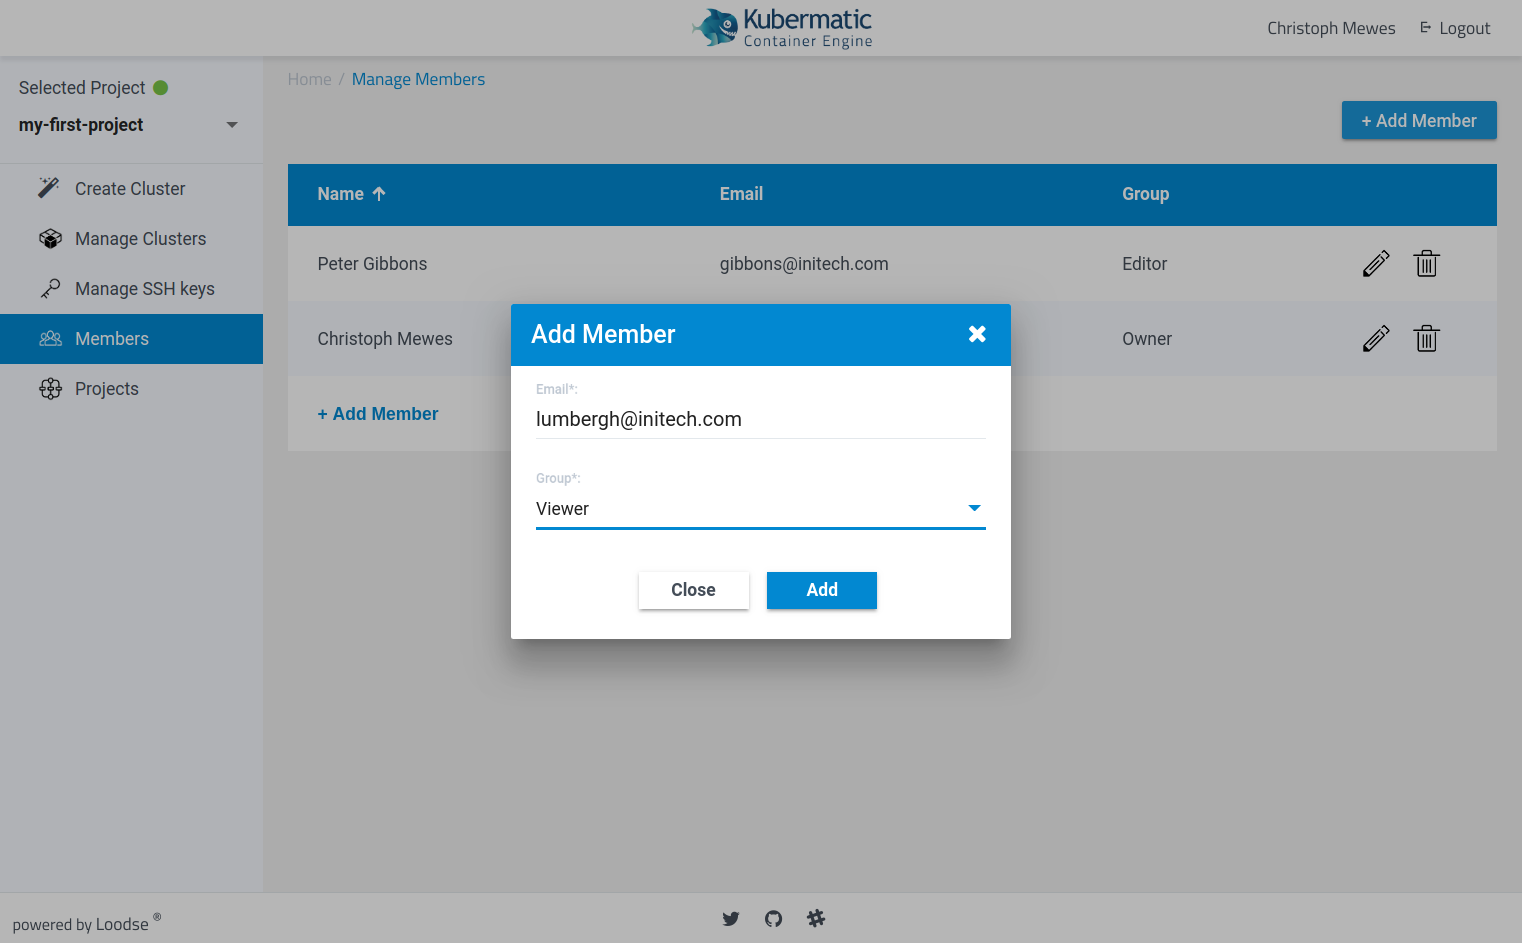 Kubermatic
Container Engine
Christoph Mewes
Logout
Selected Project
my-first-project
Create Cluster
Manage Clusters
Manage SSH keys
Members
Projects
Home / Manage Members
+ Add Member
Name Email Group
Peter Gibbons gibbons@initech.com Editor
Christoph Mewes Owner
+ Add Member
Add Member
Email*:
lumbergh@initech.com
Group*:
Viewer
Close Add
powered by Loodse ®